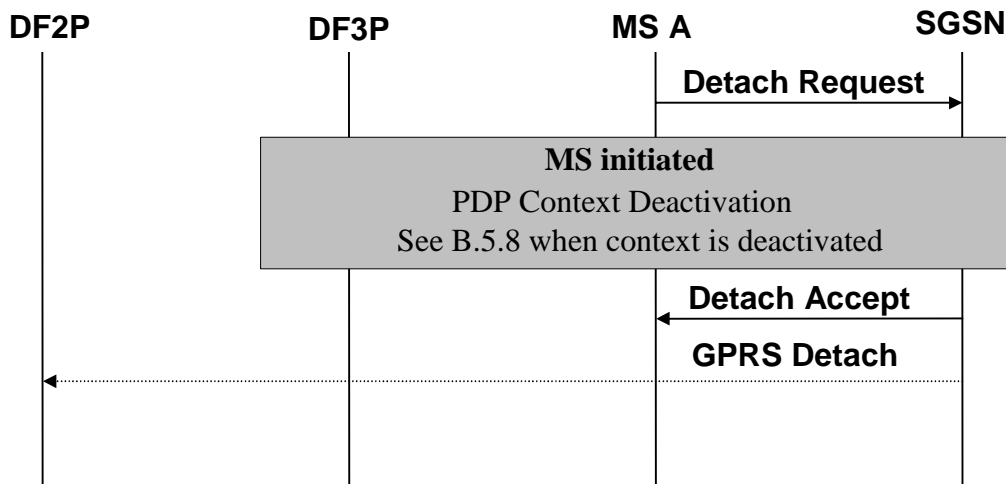 DF2P DF3P MS A SGSN
Detach Request
MS initiated
PDP Context Deactivation
See B.5.8 when context is deactivated
Detach Accept
GPRS Detach